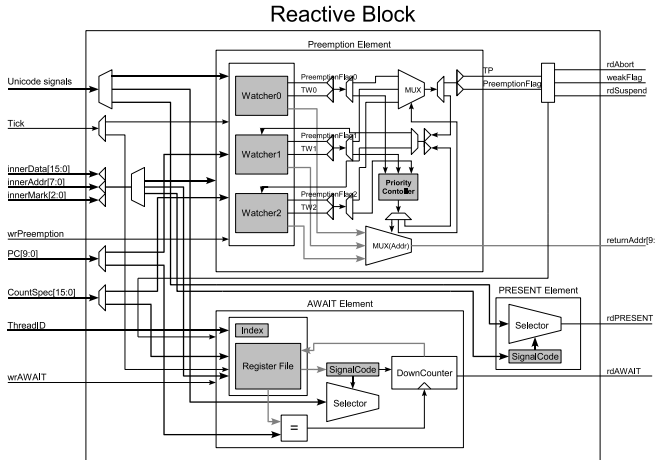 Reactive Block
Preemption Element
Unicode signals
Tick
innerData[15:0]
innerAddr[7:0]
innerMark[2:0]
wrPreemption
PC[9:0]
CountSpec[15:0]
ThreadID
wrAWAIT
Watcher0
Watcher1
Watcher2
PreemptionFlag0
TW0
PreemptionFlag1
TW1
PreemptionFlag2
TW2
MUX
Priority
Contoller
MUX(Addr)
TP
PreemptionFlag
rdAbort
weakFlag
rdSuspend
returnAddr[9:
PRESENT Element
Selector
SignalCode
rdPRESENT
AWAIT Element
Index
Register File
SignalCode
Selector
DownCounter
=
rdAWAIT